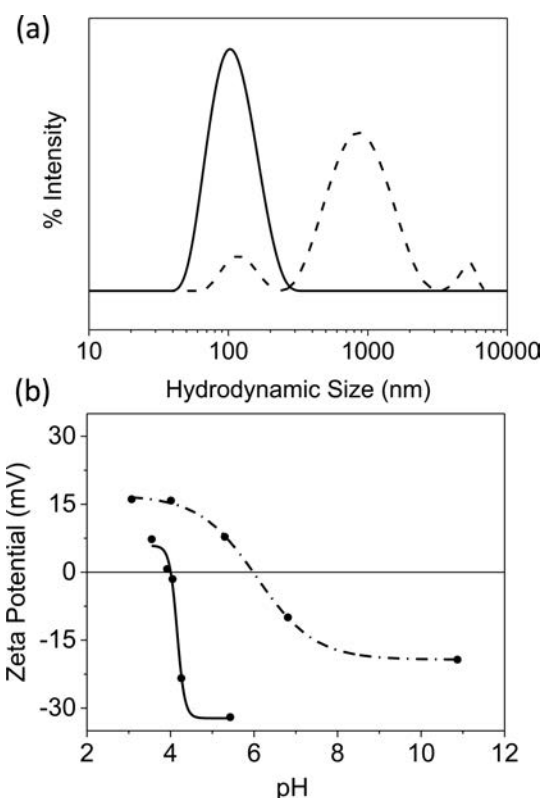 (a)
% Intensity
10 100 1000 10000
Hydrodynamic Size (nm)
(b)
Zeta Potential (mV)
30
15
0
-15
-30
2 4 6 8 10 12
pH